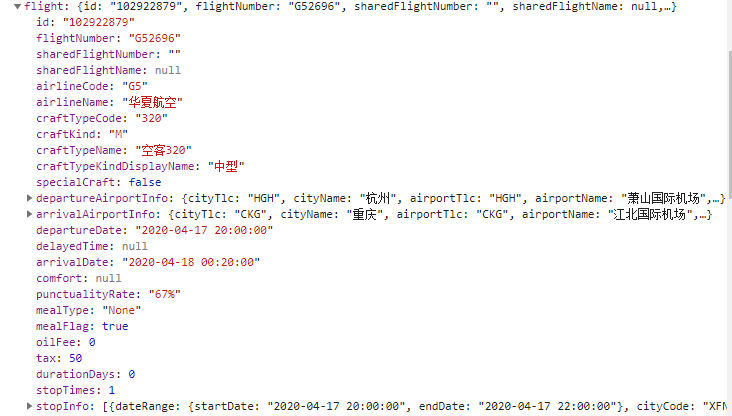 flight: {id: "102922879", flightNumber: "G52696", sharedFlightNumber: "", sharedFlightName: null,…}
id: "102922879"
flightNumber: "G52696"
sharedFlightNumber: ""
sharedFlightName: null
airlineCode: "G5"
airlineName: "华夏航空"
craftTypeCode: "320"
craftKind: "M"
craftTypeName: "空客320"
craftTypeKindDisplayName: "中型"
specialCraft: false
departureAirportInfo: {cityTlc: "HGH", cityName: "杭州", airportTlc: "HGH", airportName: "萧山国际机场",…}
arrivalAirportInfo: {cityTlc: "CKG", cityName: "重庆", airportTlc: "CKG", airportName: "江北国际机场",…}
departureDate: "2020-04-17 20:00:00"
delayedTime: null
arrivalDate: "2020-04-18 00:20:00"
comfort: null
punctualityRate: "67%"
mealType: "None"
mealFlag: true
oilFee: 0
tax: 50
durationDays: 0
stopTimes: 1
stopInfo: [{dateRange: {startDate: "2020-04-17 20:00:00", endDate: "2020-04-17 22:00:00"}, cityCode: "XFN